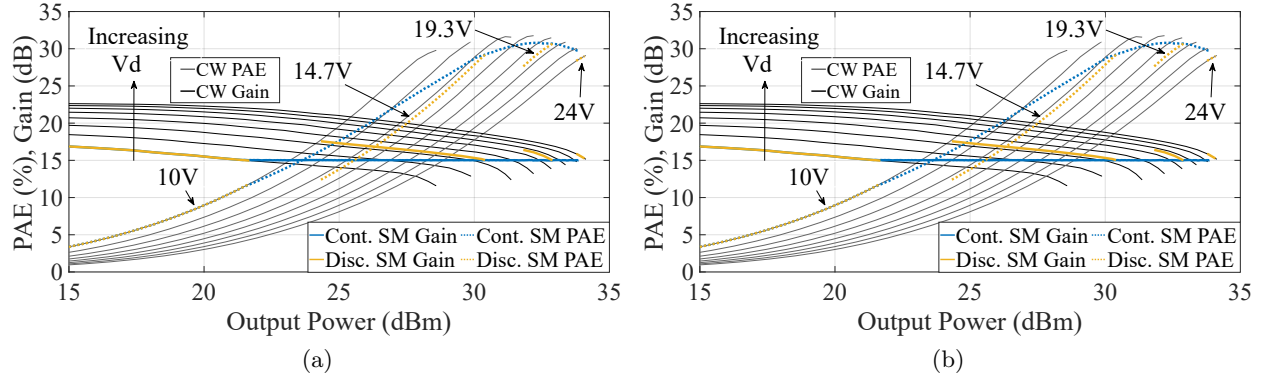 35
30
25
20
15
10
5
0
PAE (%), Gain (dB)
Increasing
Vd
CW PAE
CW Gain
10V
14.7V
19.3V
24V
Cont. SM Gain
Cont. SM PAE
Disc. SM Gain
Disc. SM PAE
15
20
25
30
35
Output Power (dBm)
(a)
35
30
25
20
15
10
5
0
PAE (%), Gain (dB)
Increasing
Vd
CW PAE
CW Gain
10V
14.7V
19.3V
24V
Cont. SM Gain
Cont. SM PAE
Disc. SM Gain
Disc. SM PAE
15
20
25
30
35
Output Power (dBm)
(b)